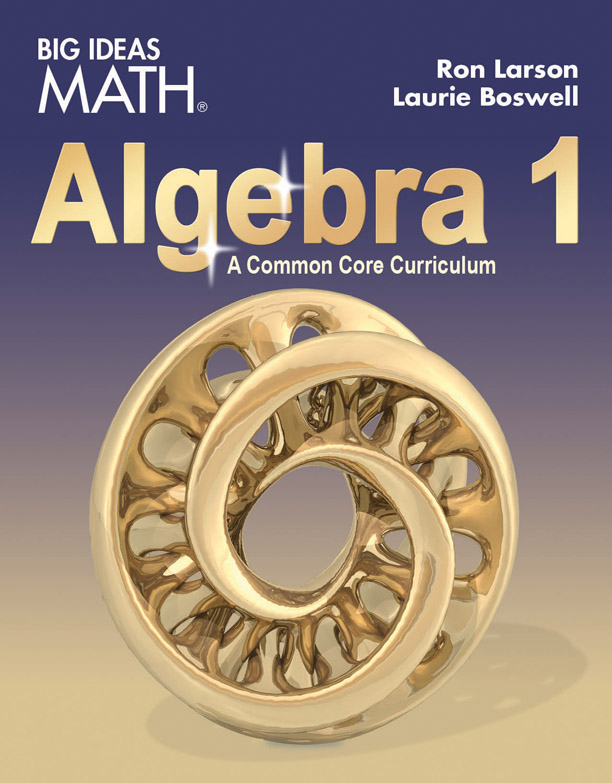 BIG IDEAS
MATH®
Ron Larson
Laurie Boswell
Algebra 1
A Common Core Curriculum